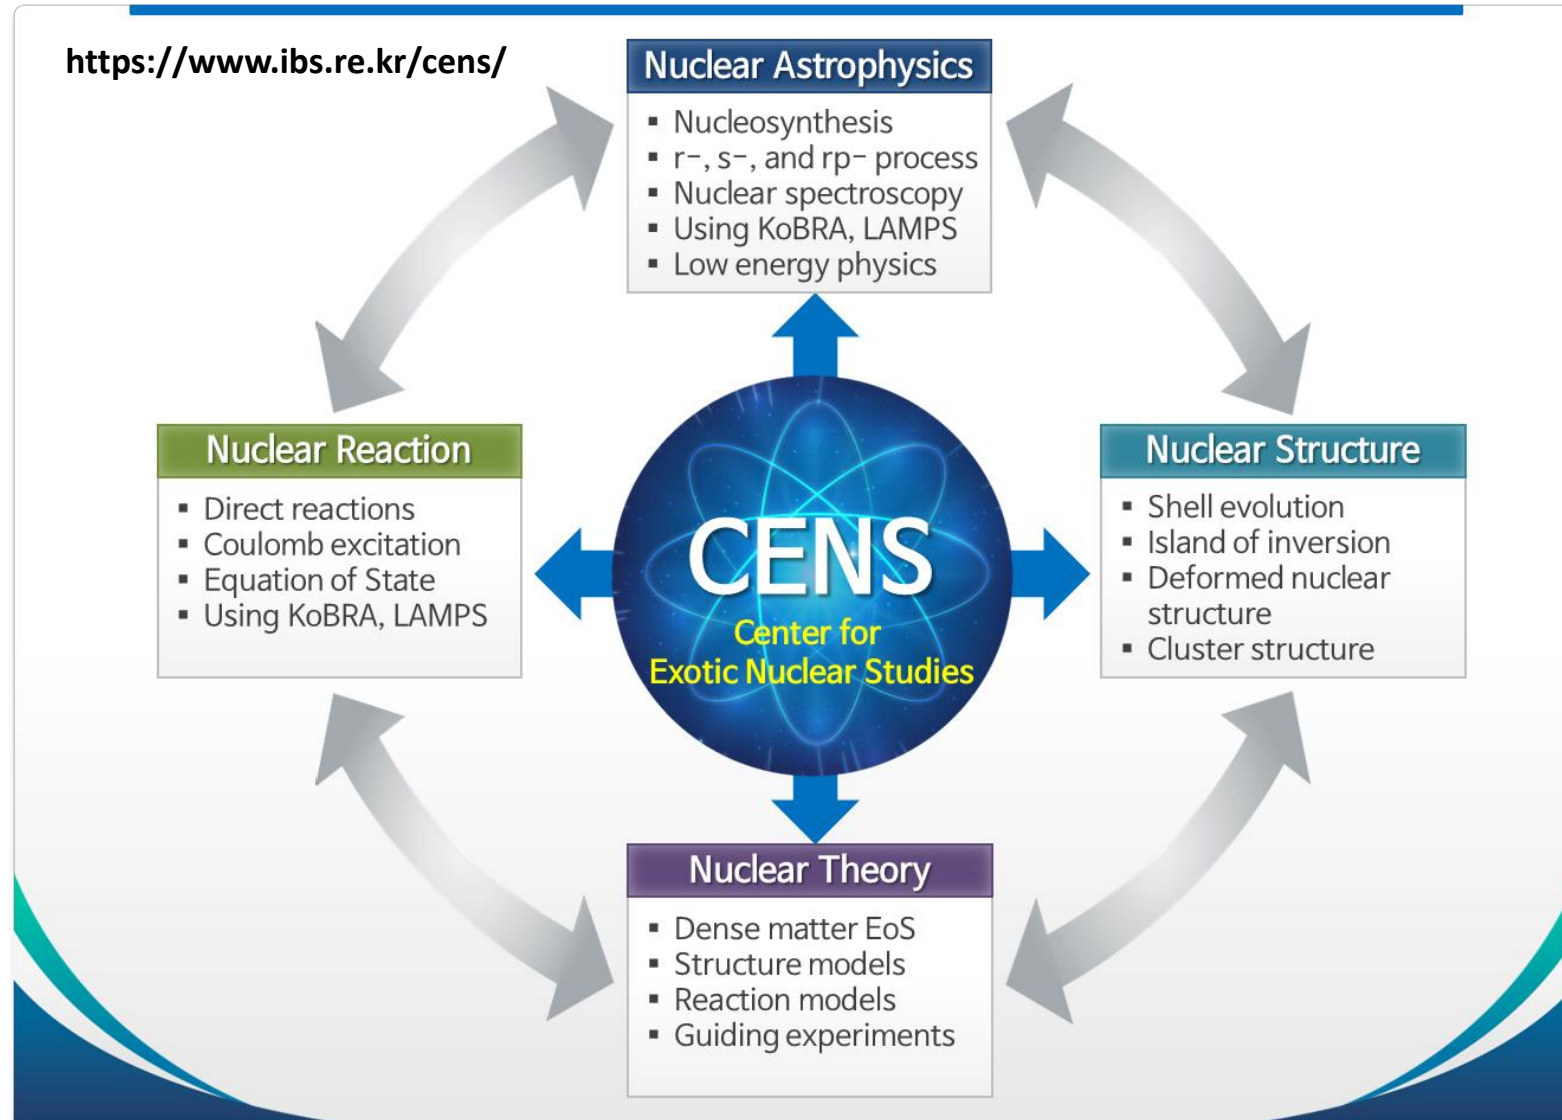 https://www.ibs.re.kr/cens/
Nuclear Astrophysics
▪ Nucleosynthesis
▪ r-, s-, and rp- process
▪ Nuclear spectroscopy
▪ Using KoBRA, LAMPS
▪ Low energy physics
Nuclear Reaction
▪ Direct reactions
▪ Coulomb excitation
▪ Equation of State
▪ Using KoBRA, LAMPS
CENS
Center for
Exotic Nuclear Studies
Nuclear Structure
▪ Shell evolution
▪ Island of inversion
▪ Deformed nuclear
structure
▪ Cluster structure
Nuclear Theory
▪ Dense matter EoS
▪ Structure models
▪ Reaction models
▪ Guiding experiments